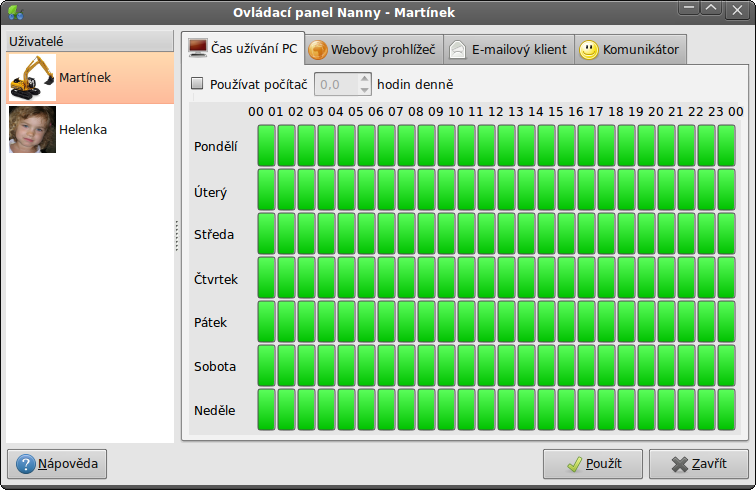 Ovládací panel Nanny - Martínek
Uživatelé
Martínek
Helenka
Čas užívání PC
Webový prohlížeč
E-mailový klient
Komunikátor
Používat počítač 0,0 hodin denně
00 01 02 03 04 05 06 07 08 09 10 11 12 13 14 15 16 17 18 19 20 21 22 23 00
Pondělí
Úterý
Středa
Čtvrtek
Pátek
Sobota
Neděle
Nápověda
Použít
Zavřít